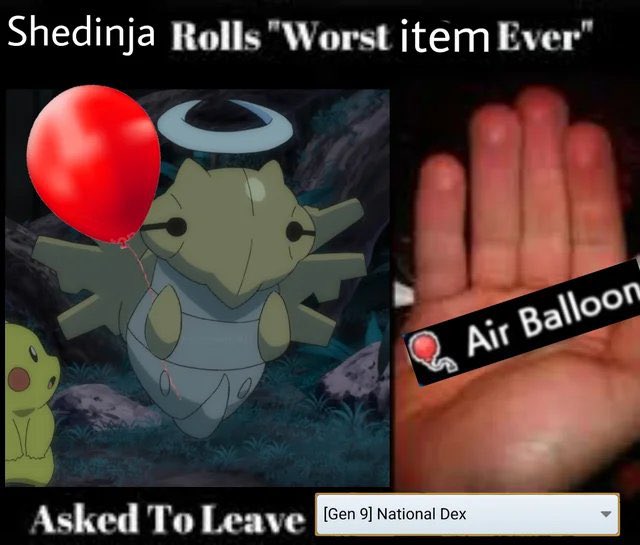 Shedinja Rolls "Worst item Ever"
Air Balloon
Asked To Leave [Gen 9] National Dex